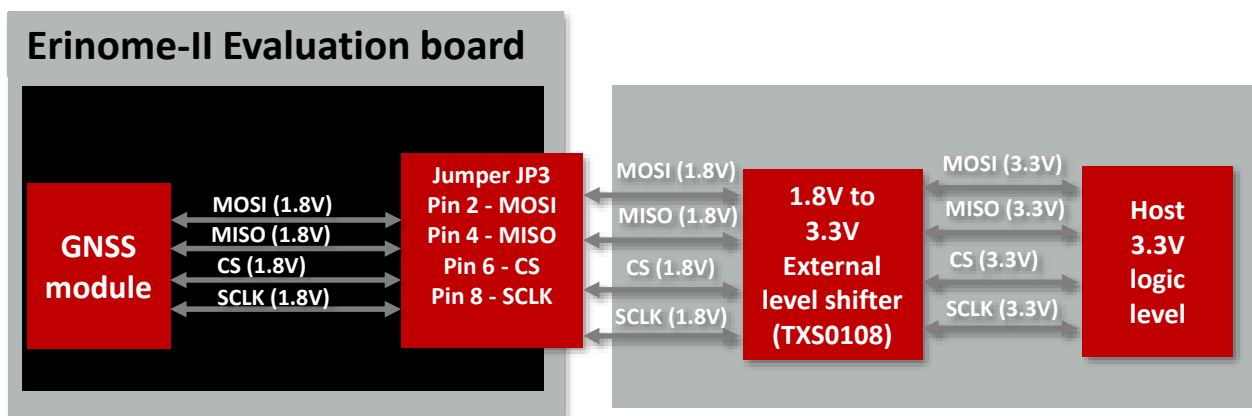 Erinome-II Evaluation board
GNSS
module
MOSI (1.8V)
MISO (1.8V)
CS (1.8V)
SCLK (1.8V)
Jumper JP3
Pin 2 - MOSI
Pin 4 - MISO
Pin 6 - CS
Pin 8 - SCLK
MOSI (1.8V)
MISO (1.8V)
CS (1.8V)
SCLK (1.8V)
1.8V to
3.3V
External
level shifter
(TXS0108)
MOSI (3.3V)
MISO (3.3V)
CS (3.3V)
SCLK (3.3V)
Host
3.3V
logic
level